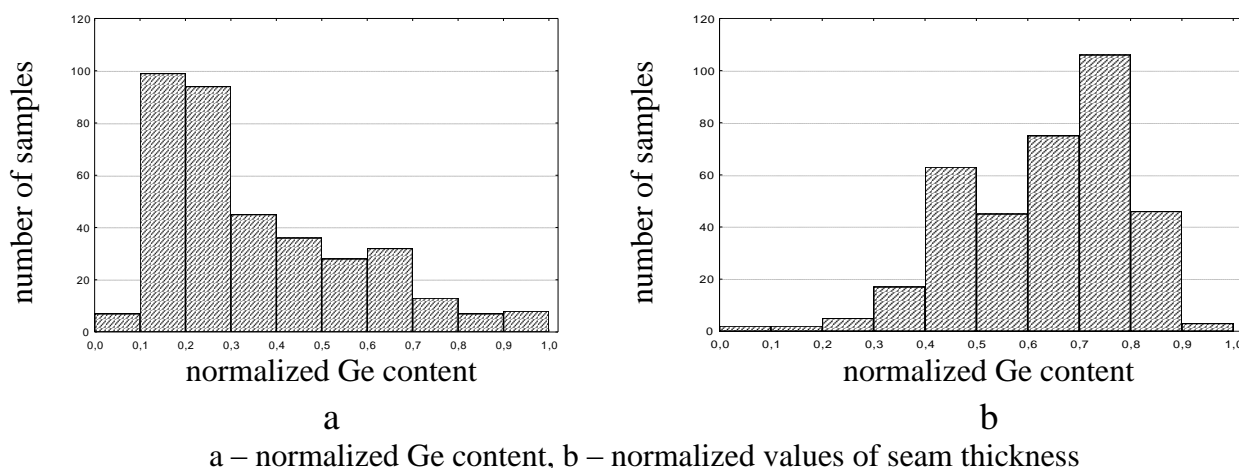 number of samples
120
100
80
60
40
20
0
0,0 0,1 0,2 0,3 0,4 0,5 0,6 0,7 0,8 0,9 1,0
normalized Ge content
a
number of samples
120
100
80
60
40
20
0
0,0 0,1 0,2 0,3 0,4 0,5 0,6 0,7 0,8 0,9 1,0
normalized Ge content
b
a – normalized Ge content, b – normalized values of seam thickness